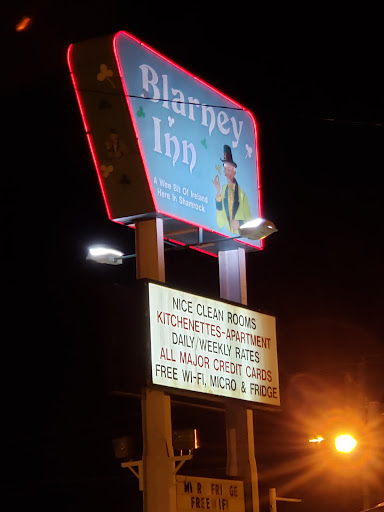 Blarney
Inn
A Wee Bit Of Ireland
Here In Shamrock
NICE CLEAN ROOMS
KITCHENETTES-APARTMENT
DAILY/WEEKLY RATES
ALL MAJOR CREDIT CARDS
FREE WI-FI, MICRO & FRIDGE
FREE